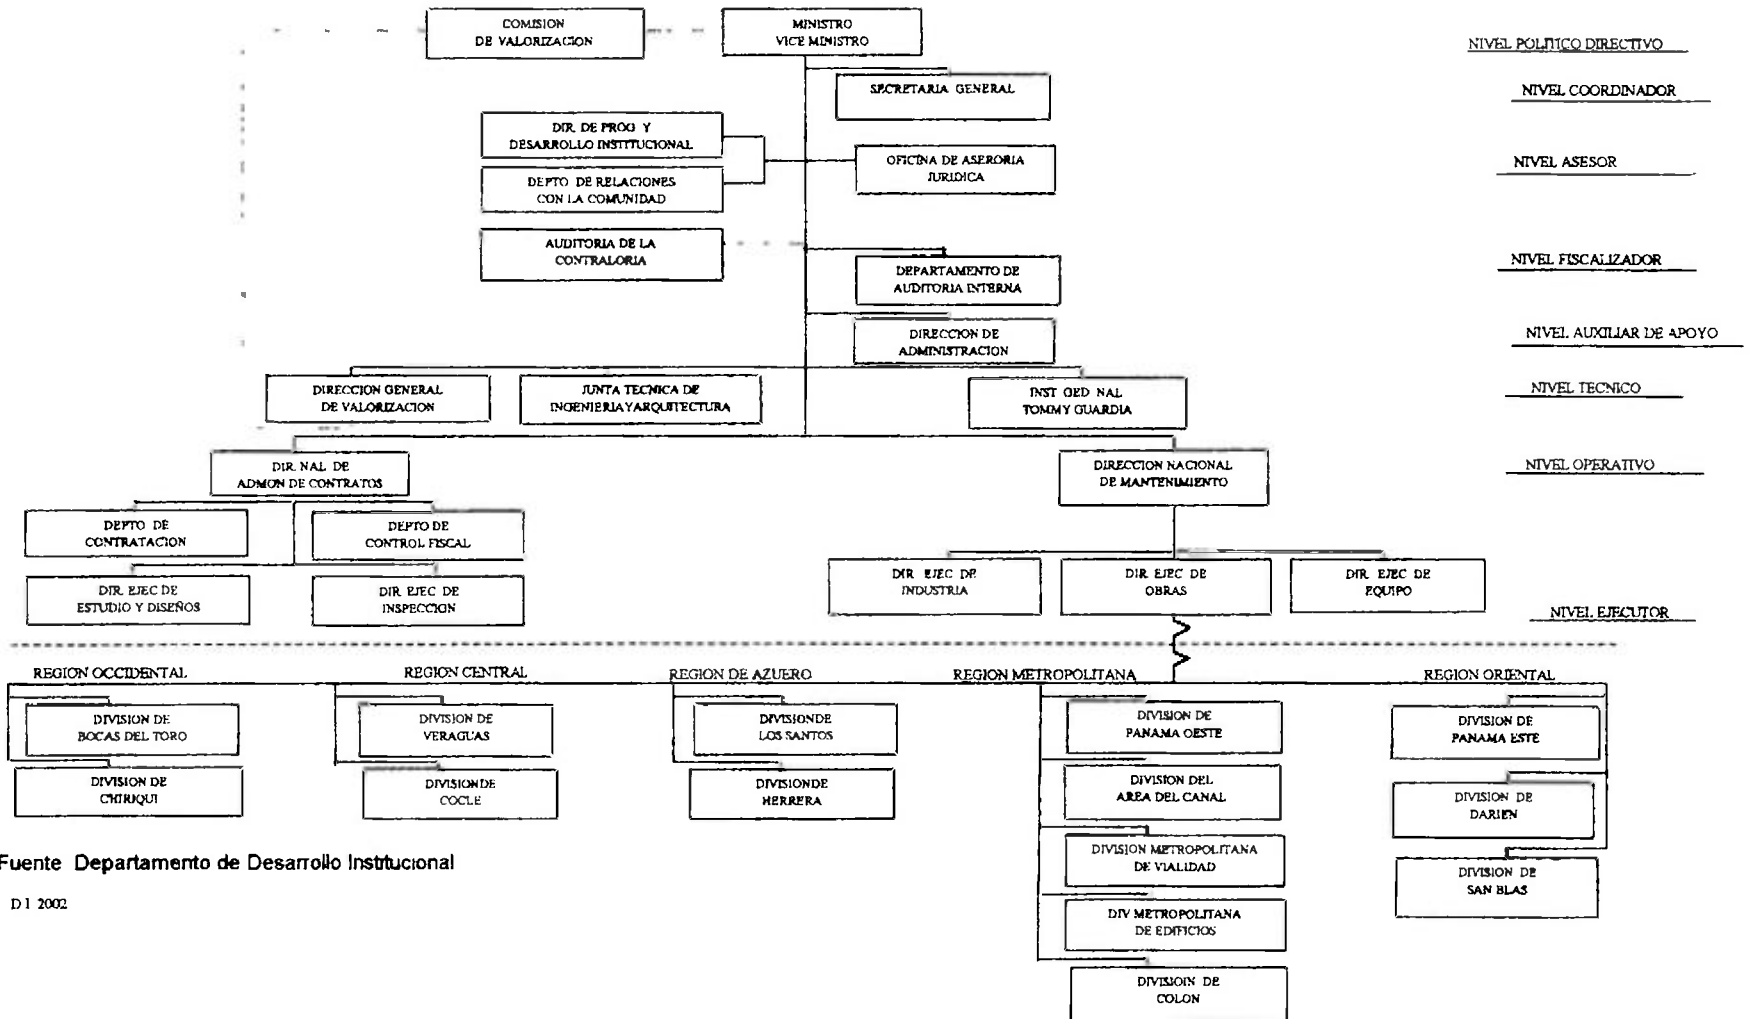 COMISION
DE VALORIZACION
MINISTRO
VICE MINISTRO
NIVEL POLITICO DIRECTIVO
SECRETARIA GENERAL
NIVEL COORDINADOR
DIR. DE PROG Y
DESARROLLO INSTITUCIONAL
OFICINA DE ASERORIA
JURIDICA
NIVEL ASESOR
DEPTO DE RELACIONES
CON LA COMUNIDAD
AUDITORIA DE LA
CONTRALORIA
DEPARTAMENTO DE
AUDITORIA INTERNA
NIVEL FISCALIZADOR
DIRECCION DE
ADMINISTRACION
NIVEL AUXILIAR DE APOYO
DIRECCION GENERAL
DE VALORIZACION
JUNTA TECNICA DE
INGENIERIA Y ARQUITECTURA
INST GEO NAL
TOMMY GUARDIA
NIVEL TECNICO
DIR. NAL DE
ADMON DE CONTRATOS
DIRECCION NACIONAL
DE MANTENIMIENTO
NIVEL OPERATIVO
DEPTO DE
CONTRATACION
DEPTO DE
CONTROL FISCAL
DIR. EJEC DE
ESTUDIO Y DISEÑOS
DIR EJEC DE
INSPECCION
DIR EJEC DE
INDUSTRIA
DIR EJEC DE
OBRAS
DIR EJEC DE
EQUIPO
NIVEL EJECUTOR
REGION OCCIDENTAL
REGION CENTRAL
REGION DE AZUERO
REGION METROPOLITANA
REGION ORIENTAL
DIVISION DE
BOCAS DEL TORO
DIVISION DE
CHIRIQUI
DIVISION DE
VERAGUAS
DIVISIONDE
COCLE
DIVISIONDE
LOS SANTOS
DIVISIONDE
HERRERA
DIVISION DE
PANAMA OESTE
DIVISION DEL
AREA DEL CANAL
DIVISION METROPOLITANA
DE VIALIDAD
DIV METROPOLITANA
DE EDIFICIOS
DIVISIOIN DE
COLON
DIVISION DE
PANAMA ESTE
DIVISION DE
DARIEN
DIVISION DE
SAN BLAS
Fuente Departamento de Desarrollo Institucional
D I 2002